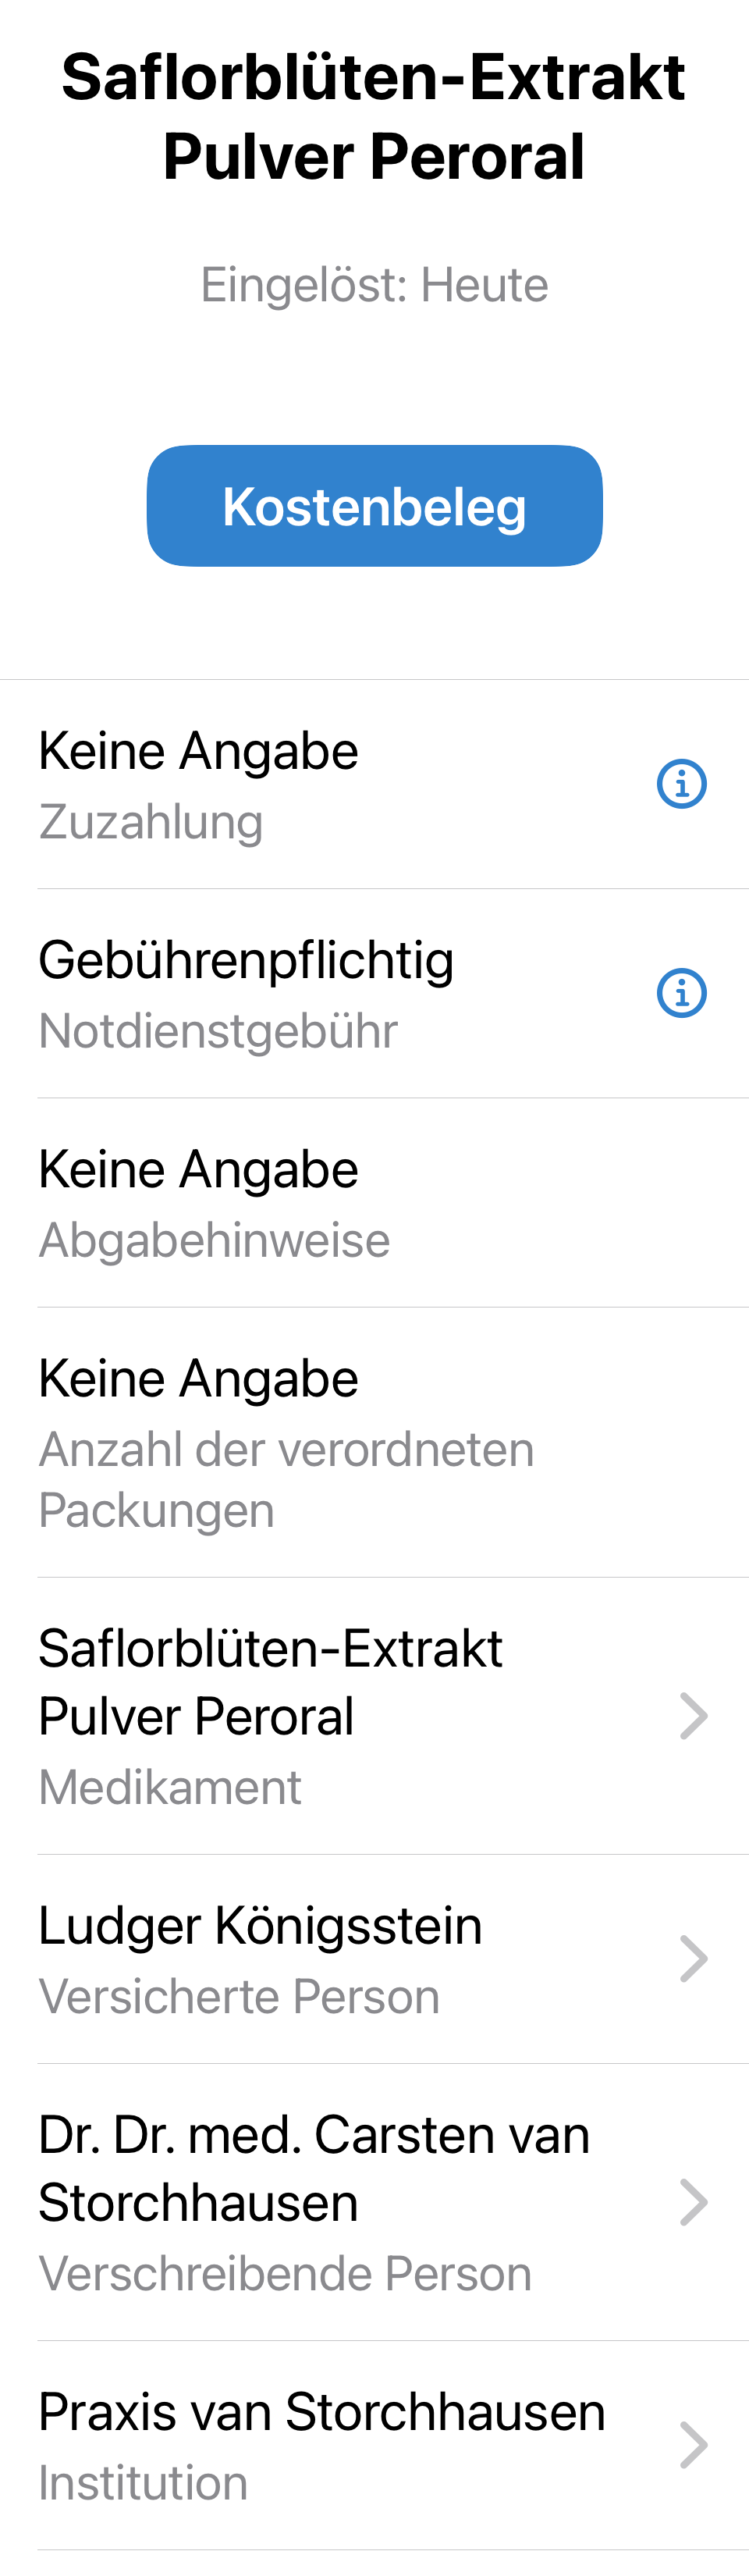 Saflorblüten-Extrakt
Pulver Peroral
Eingelöst: Heute
Kostenbeleg
Keine Angabe
Zuzahlung
Gebührenpflichtig
Notdienstgebühr
Keine Angabe
Abgabehinweise
Keine Angabe
Anzahl der verordneten
Packungen
Saflorblüten-Extrakt
Pulver Peroral
Medikament
Ludger Königsstein
Versicherte Person
Dr. Dr. med. Carsten van
Storchhausen
Verschreibende Person
Praxis van Storchhausen
Institution